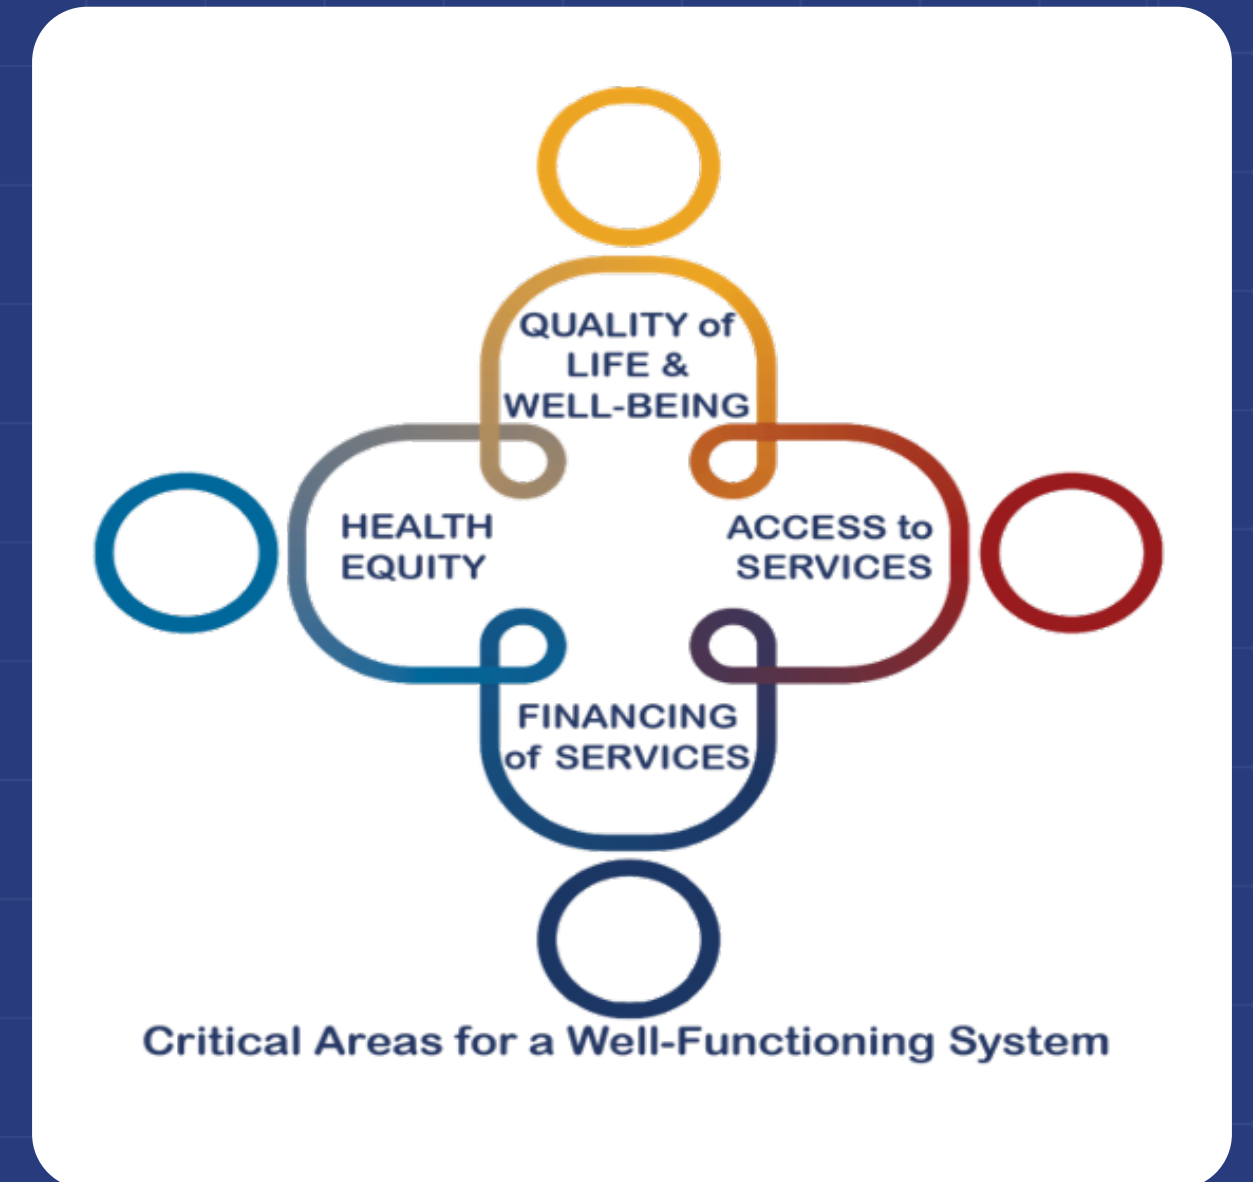 QUALITY of
LIFE &
WELL-BEING
HEALTH
EQUITY
ACCESS to
SERVICES
FINANCING
of SERVICES
Critical Areas for a Well-Functioning System